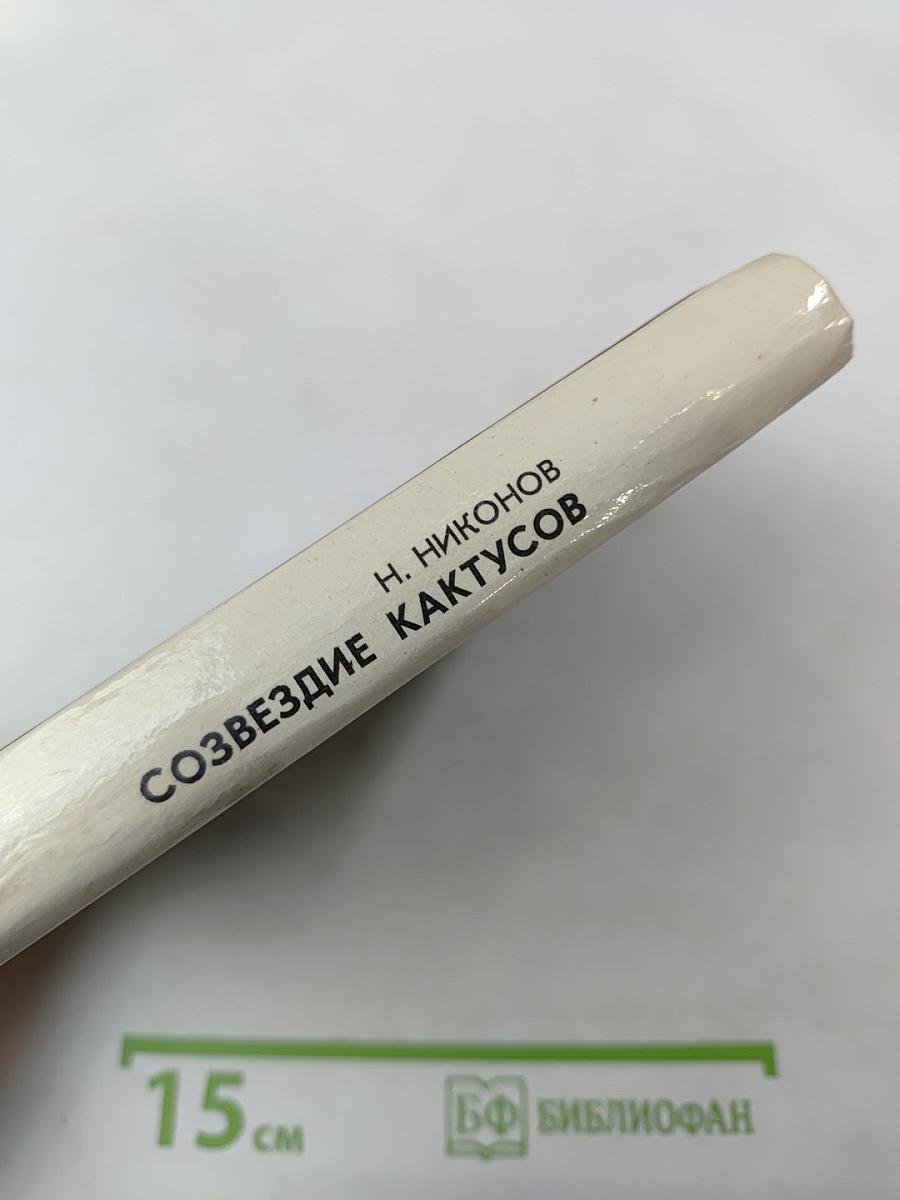 Н. НИКОНОВ
СОЗВЕЗДИЕ КАКТУСОВ
15 см
БФ БИБЛИОФАН